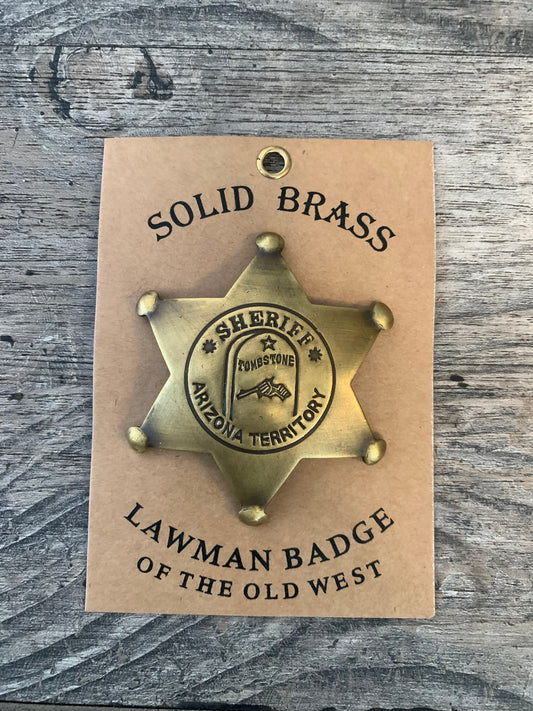 SOLID BRASS
SHERIFF
TOMBSTONE
ARIZONA TERRITORY
LAWMAN BADGE
OF THE OLD WEST